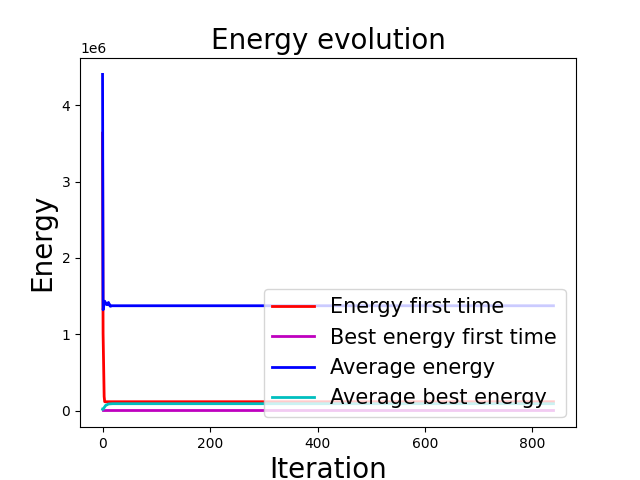 Energy evolution
1e6
Energy
4
3
2
1
0
Energy first time
Best energy first time
Average energy
Average best energy
0 200 400 600 800
Iteration